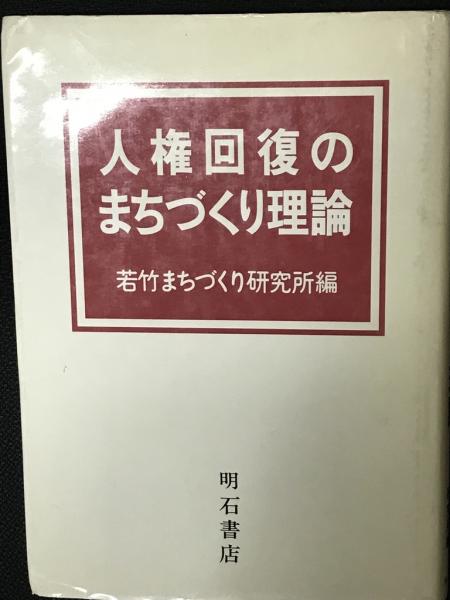 人権回復の
まちづくり理論
若竹まちづくり研究所編
明石書店